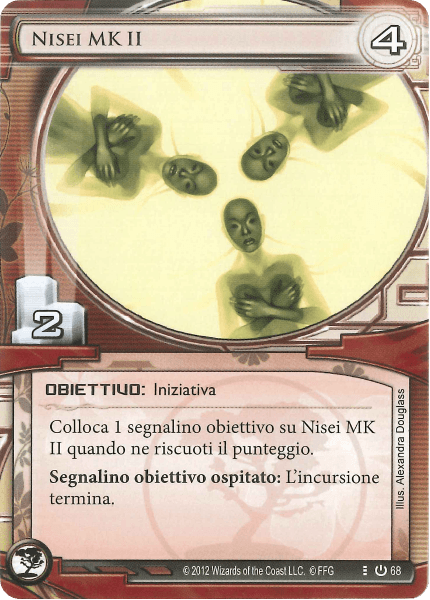 Nisei MK II
4
2
OBIETTIVO: Iniziativa
Colloca 1 segnalino obiettivo su Nisei MK
II quando ne riscuoti il punteggio.
Segnalino obiettivo ospitato: L'incursione
termina.
Illus. Alexandra Douglass
© 2012 Wizards of the Coast LLC. © FFG
68